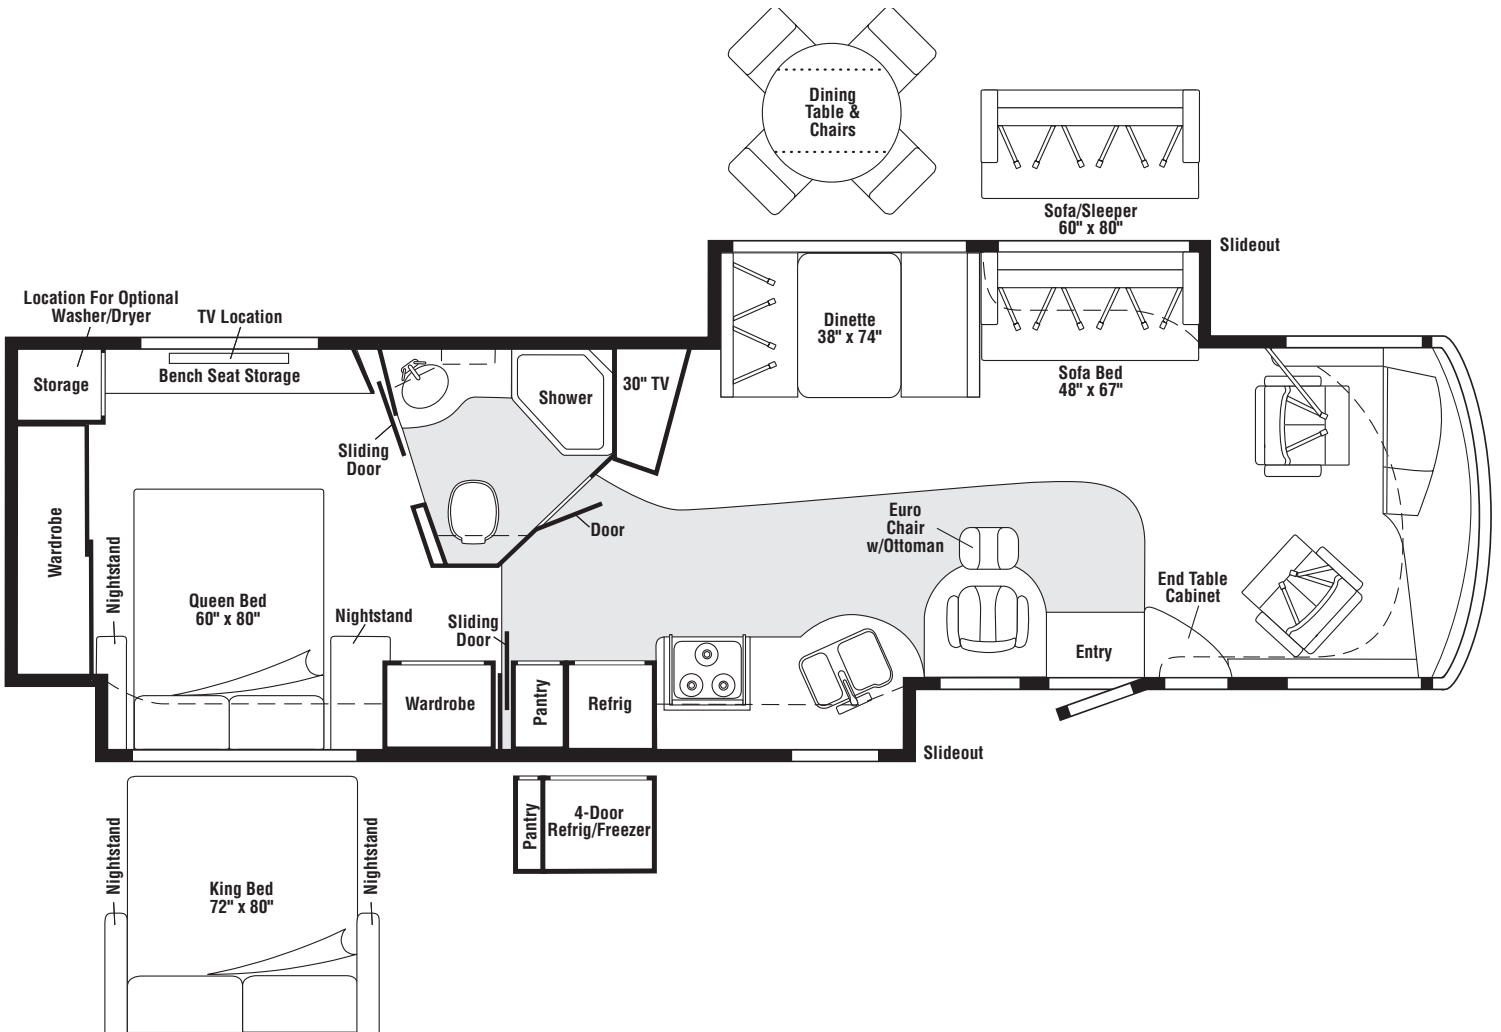 Dining
Table &
Chairs
Sofa/Sleeper
60" x 80"
Slideout
Location For Optional
Washer/Dryer
TV Location
Storage
Bench Seat Storage
Dinette
38" x 74"
Sofa Bed
48" x 67"
30" TV
Shower
Sliding
Door
Wardrobe
Nightstand
Queen Bed
60" x 80"
Nightstand
Door
Euro
Chair
w/Ottoman
End Table
Cabinet
Sliding
Door
Entry
Wardrobe
Pantry
Refrig
Slideout
Pantry
4-Door
Refrig/Freezer
Nightstand
King Bed
72" x 80"
Nightstand